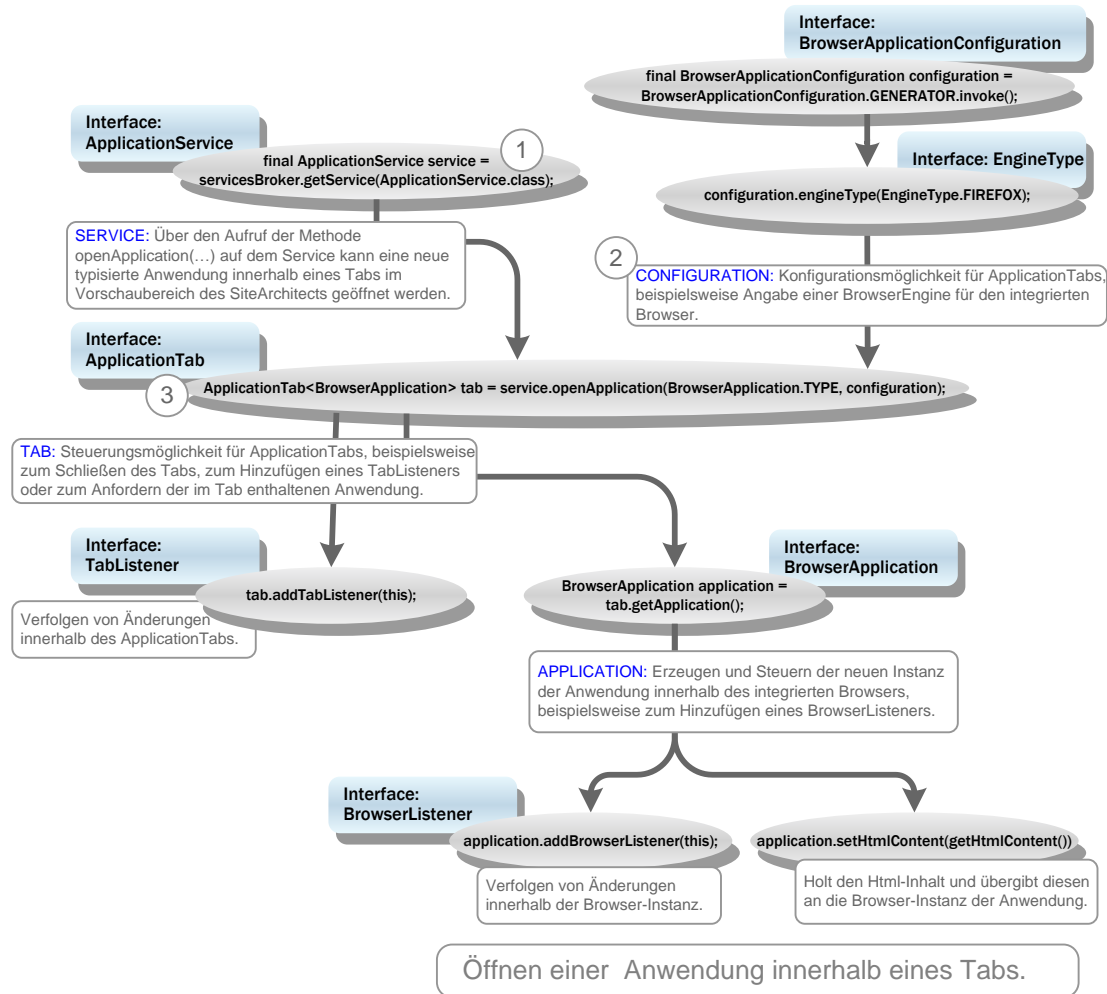 Interface:
BrowserApplicationConfiguration
final BrowserApplicationConfiguration configuration =
BrowserApplicationConfiguration.GENERATOR.invoke();
Interface:
ApplicationService
1
final ApplicationService service =
servicesBroker.getService(ApplicationService.class);
Interface: EngineType
configuration.engineType(EngineType.FIREFOX);
SERVICE: Über den Aufruf der Methode
openApplication(…) auf dem Service kann eine neue
typisierte Anwendung innerhalb eines Tabs im
Vorschaubereich des SiteArchitects geöffnet werden.
2
CONFIGURATION: Konfigurationsmöglichkeit für ApplicationTabs,
beispielsweise Angabe einer BrowserEngine für den integrierten
Browser.
Interface:
ApplicationTab
3
ApplicationTab<BrowserApplication> tab = service.openApplication(BrowserApplication.TYPE, configuration);
TAB: Steuerungsmöglichkeit für ApplicationTabs, beispielsweise
zum Schließen des Tabs, zum Hinzufügen eines TabListeners
oder zum Anfordern der im Tab enthaltenen Anwendung.
Interface:
TabListener
tab.addTabListener(this);
Verfolgen von Änderungen
innerhalb des ApplicationTabs.
Interface:
BrowserApplication
BrowserApplication application =
tab.getApplication();
APPLICATION: Erzeugen und Steuern der neuen Instanz
der Anwendung innerhalb des integrierten Browsers,
beispielsweise zum Hinzufügen eines BrowserListeners.
Interface:
BrowserListener
application.addBrowserListener(this);
Verfolgen von Änderungen
innerhalb der Browser-Instanz.
application.setHtmlContent(getHtmlContent())
Holt den Html-Inhalt und übergibt diesen
an die Browser-Instanz der Anwendung.
Öffnen einer  Anwendung innerhalb eines Tabs.